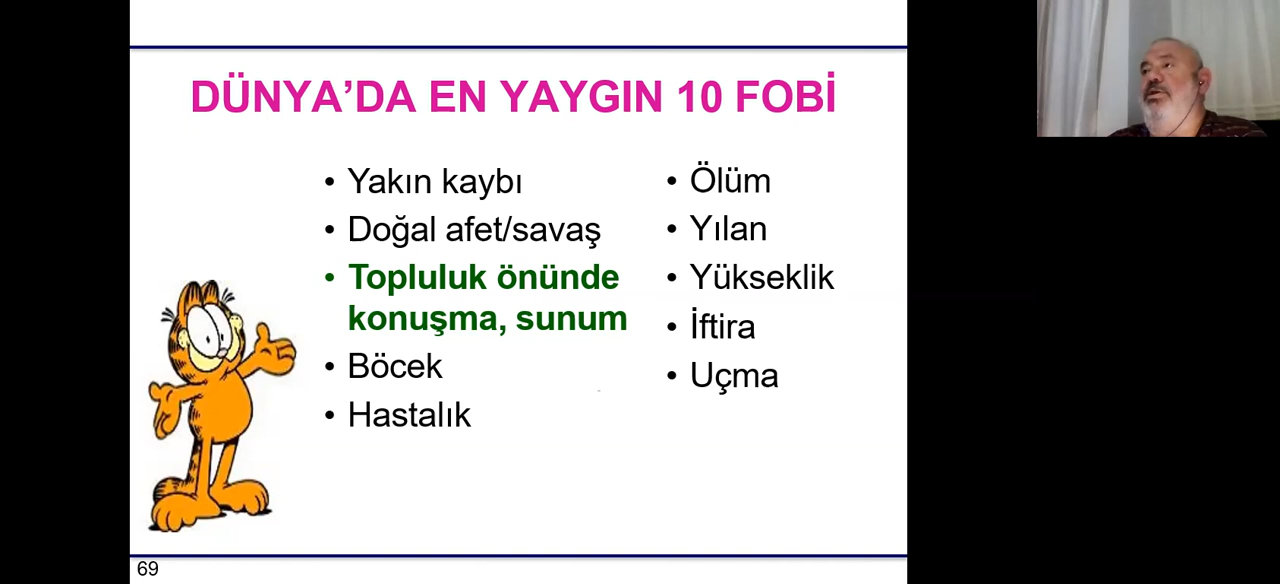 DÜNYA’DA EN YAYGIN 10 FOBİ
• Yakın kaybı
• Doğal afet/savaş
• Topluluk önünde
konuşma, sunum
• Böcek
• Hastalık
• Ölüm
• Yılan
• Yükseklik
• İftira
• Uçma
69